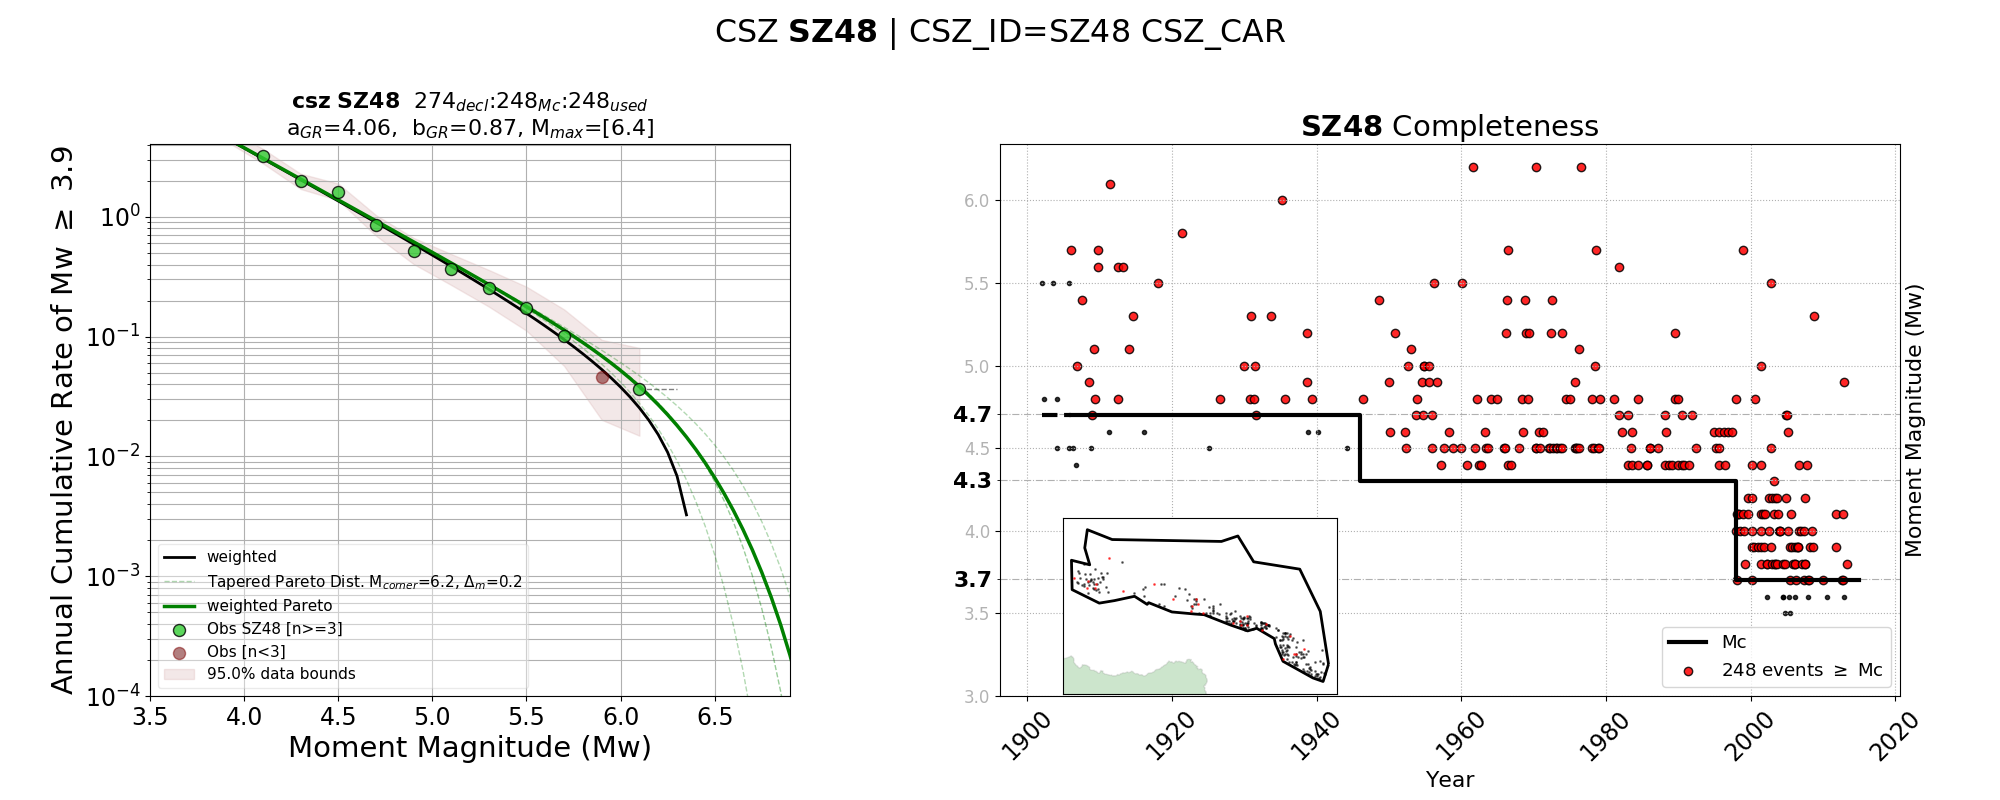 CSZ SZ48 | CSZ_ID=SZ48 CSZ_CAR
csz SZ48 274decl:248Mc:248used
aGR=4.06, bGR=0.87, Mmax=[6.4]
Annual Cumulative Rate of Mw ≥ 3.9
10^0
10^−1
10^−2
10^−3
10^−4
weighted
Tapered Pareto Dist. Mcorner=6.2, Δm=0.2
weighted Pareto
Obs SZ48 [n>=3]
Obs [n<3]
95.0% data bounds
3.5 4.0 4.5 5.0 5.5 6.0 6.5
Moment Magnitude (Mw)
SZ48 Completeness
6.0
5.5
5.0
4.7
4.5
4.3
4.0
3.7
3.5
3.0
Moment Magnitude (Mw)
Mc
248 events ≥ Mc
1900 1920 1940 1960 1980 2000 2020
Year